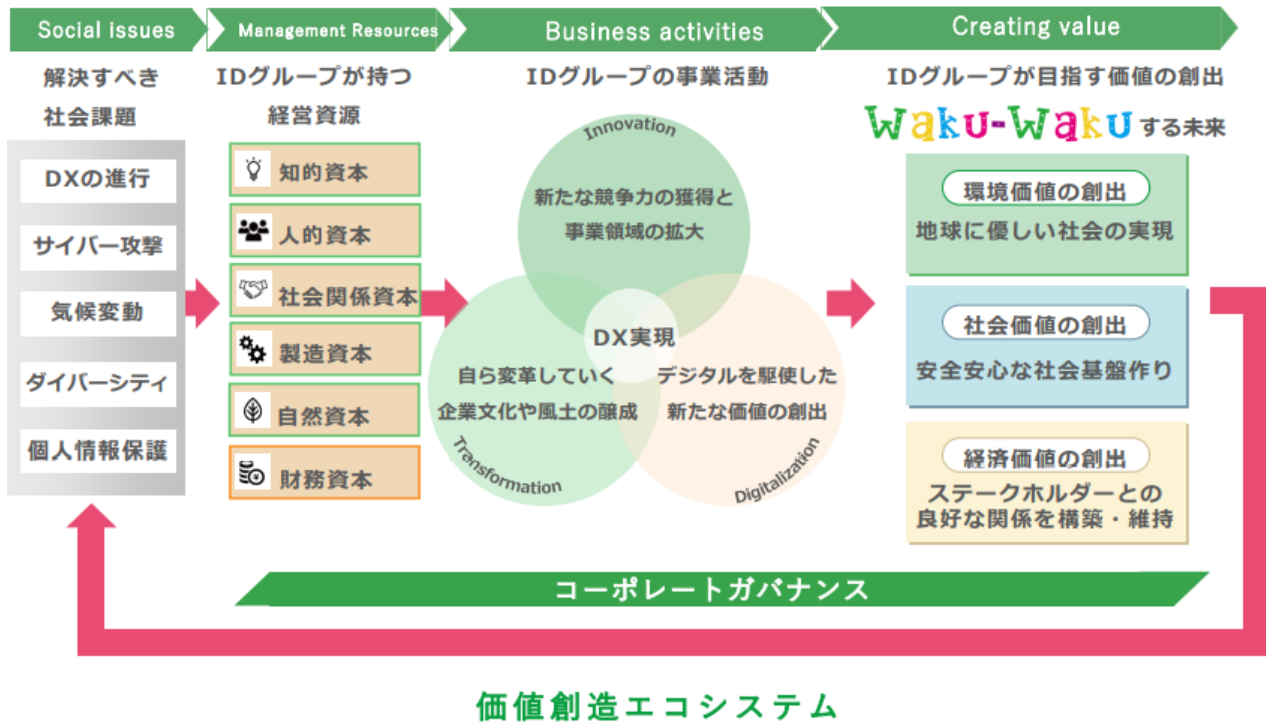 Social issues
Management Resources
Business activities
Creating value
解決すべき
社会課題
DXの進行
サイバー攻撃
気候変動
ダイバーシティ
個人情報保護
IDグループが持つ
経営資源
知的資本
人的資本
社会関係資本
製造資本
自然資本
財務資本
IDグループの事業活動
Innovation
新たな競争力の獲得と
事業領域の拡大
DX実現
自ら変革していく
企業文化や風土の醸成
Transformation
デジタルを駆使した
新たな価値の創出
Digitalization
IDグループが目指す価値の創出
Waku-Wakuする未来
環境価値の創出
地球に優しい社会の実現
社会価値の創出
安全安心な社会基盤作り
経済価値の創出
ステークホルダーとの
良好な関係を構築・維持
コーポレートガバナンス
価値創造エコシステム